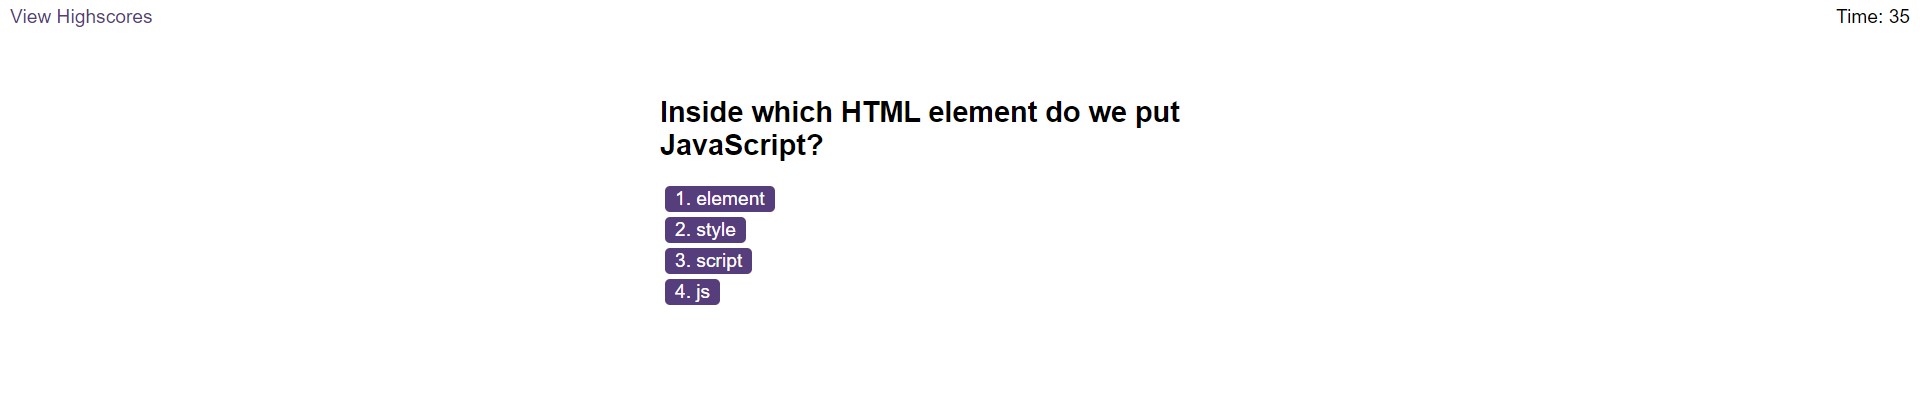 View Highscores
Time: 35
Inside which HTML element do we put
JavaScript?
1. element
2. style
3. script
4. js